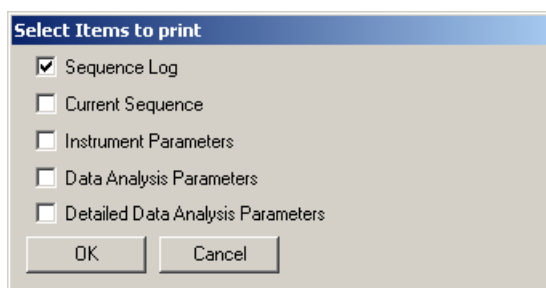 Select Items to print
Sequence Log
Current Sequence
Instrument Parameters
Data Analysis Parameters
Detailed Data Analysis Parameters
OK Cancel